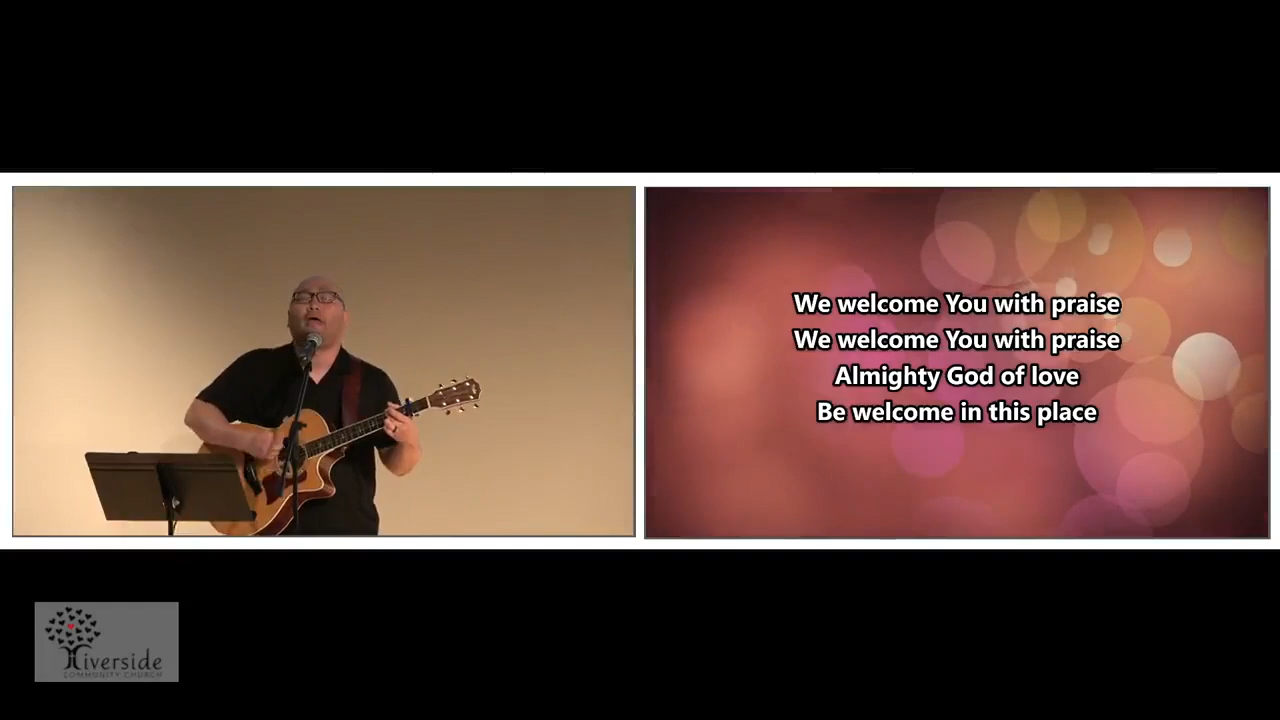 We welcome You with praise
We welcome You with praise
Almighty God of love
Be welcome in this place
Riverside
COMMUNITY CHURCH